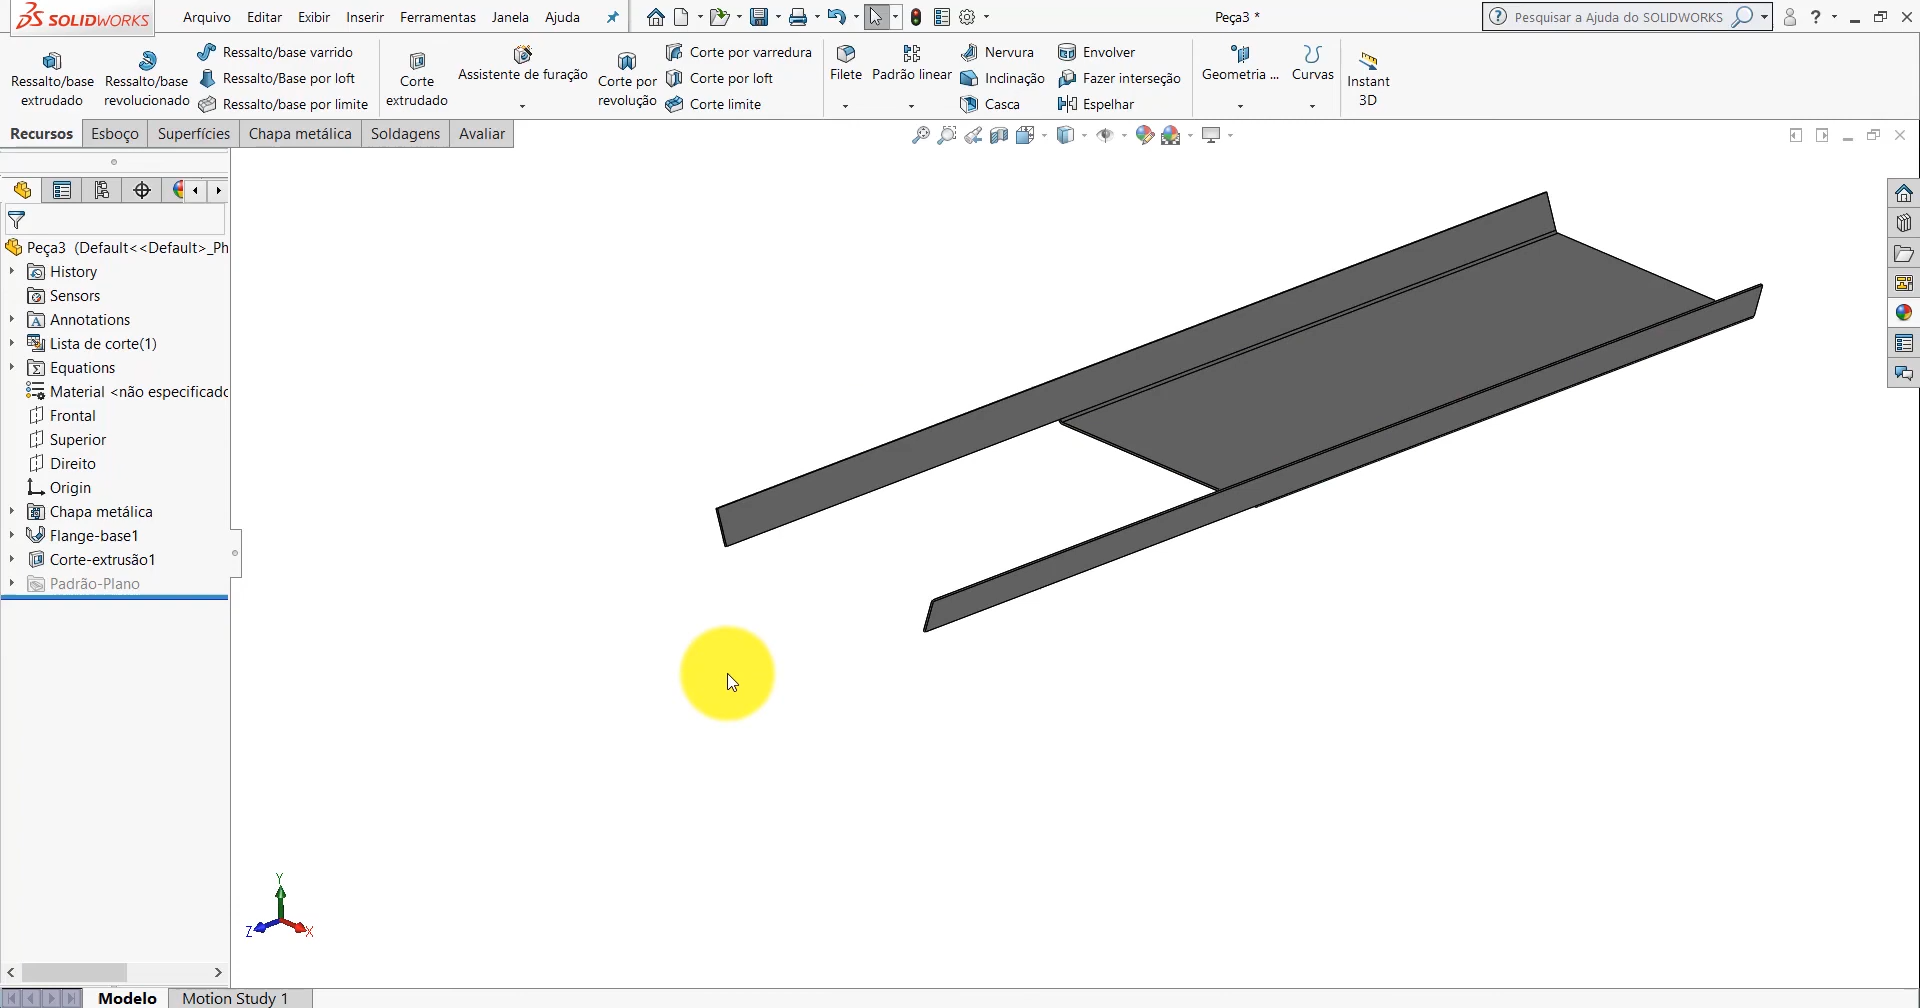 SOLIDWORKS Arquivo Editar Exibir Inserir Ferramentas Janela Ajuda Peça3 * Pesquisar a Ajuda do SOLIDWORKS ?
Ressalto/base extrudado
Ressalto/base revolucionado
Ressalto/base varrido
Ressalto/Base por loft
Ressalto/base por limite
Corte extrudado
Assistente de furação
Corte por revolução
Corte por varredura
Corte por loft
Corte limite
Filete
Padrão linear
Nervura
Inclinação
Casca
Envolver
Fazer interseção
Espelhar
Geometria ...
Curvas
Instant 3D
Recursos Esboço Superfícies Chapa metálica Soldagens Avaliar
Peça3 (Default<<Default>_Ph
History
Sensors
Annotations
Lista de corte(1)
Equations
Material <não especificado
Frontal
Superior
Direito
Origin
Chapa metálica
Flange-base1
Corte-extrusão1
Padrão-Plano
Y
Z X
Modelo Motion Study 1